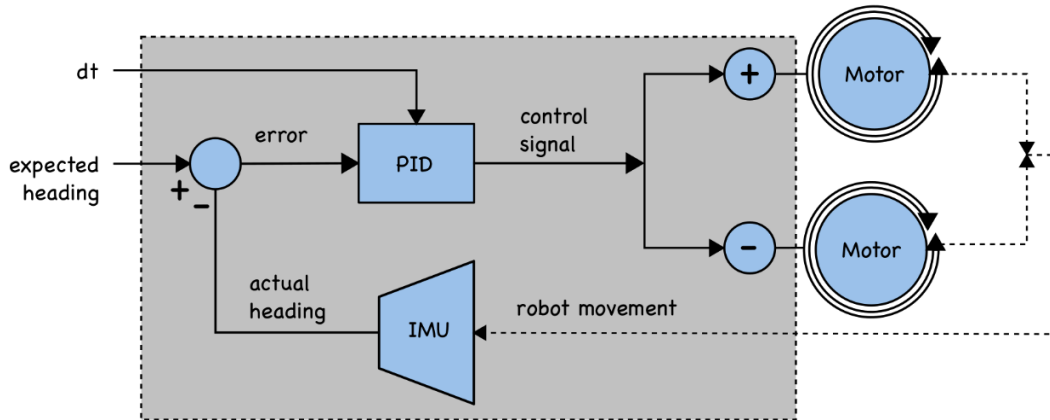 dt
expected
heading
+
−
error
PID
control
signal
+
Motor
−
Motor
actual
heading
IMU
robot movement